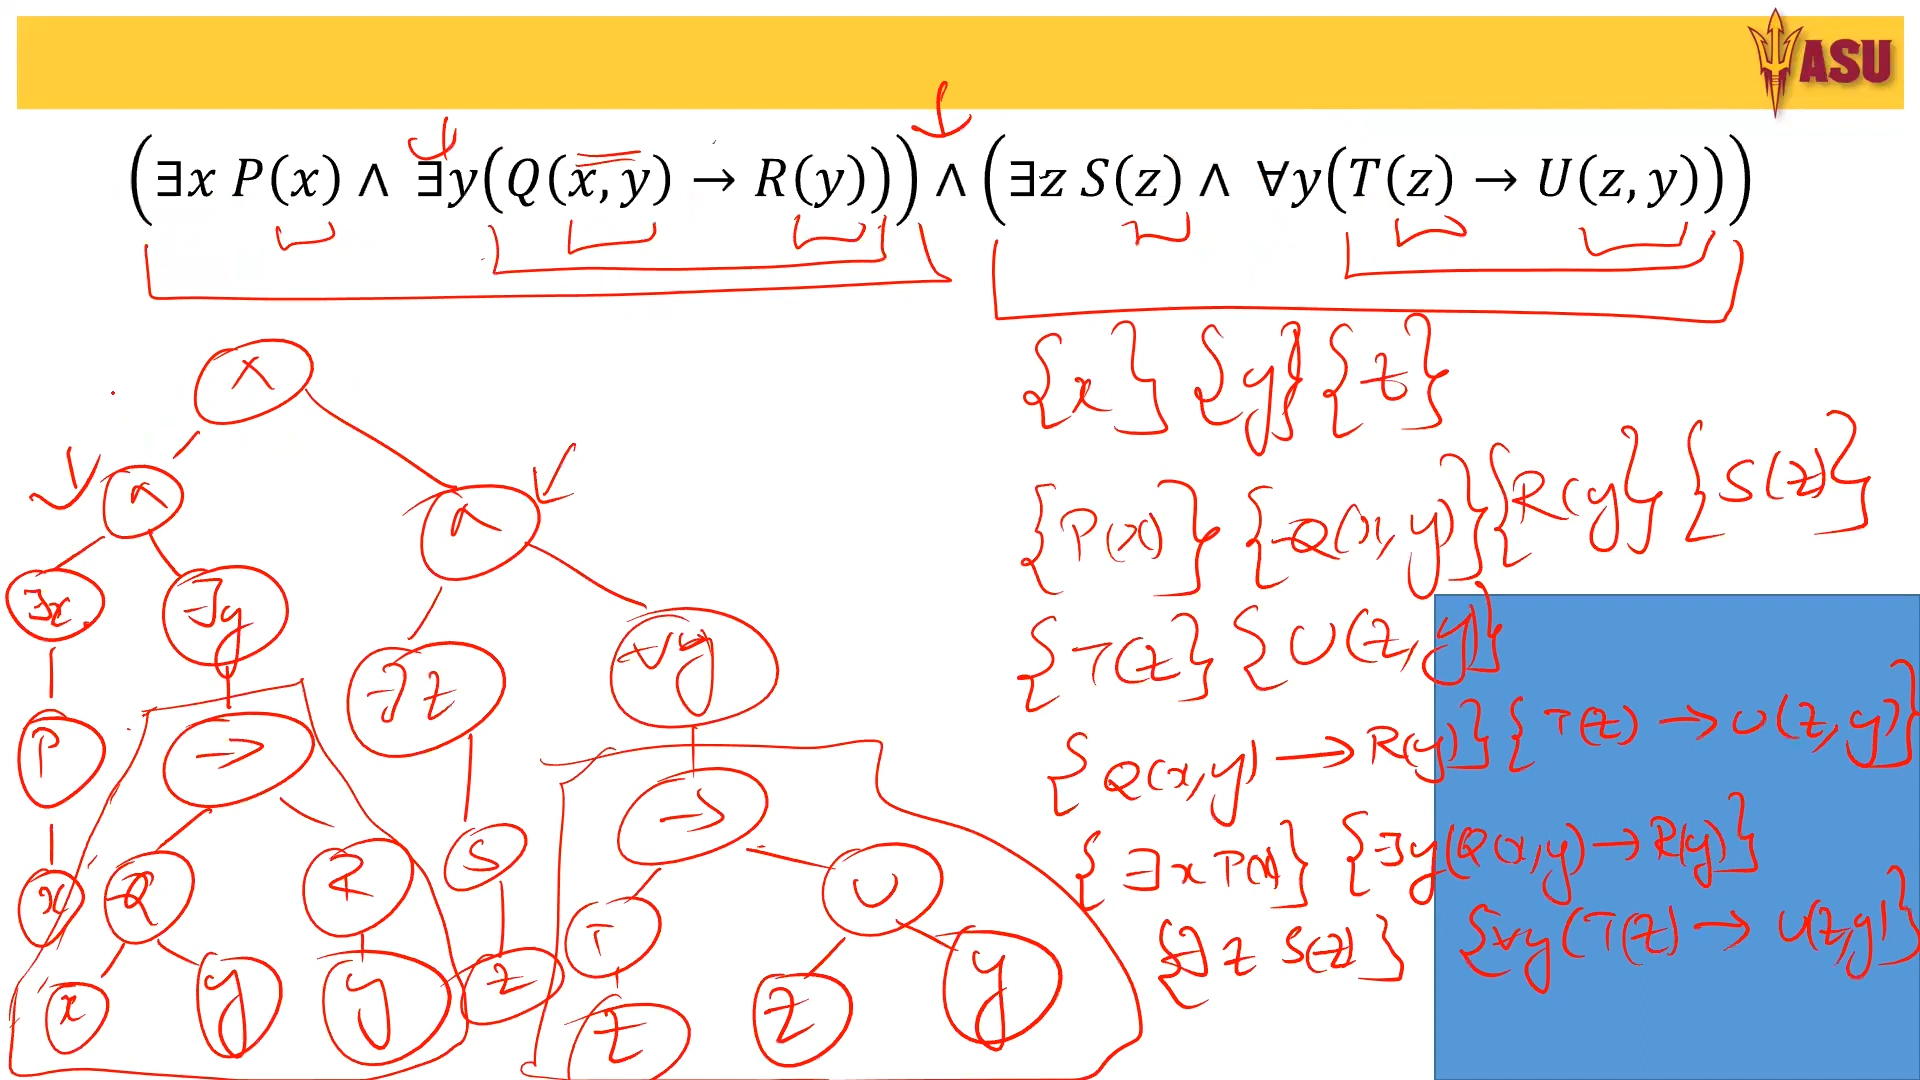 ASU
(∃x P(x) ∧ ∃y(Q(x, y) → R(y))) ∧ (∃z S(z) ∧ ∀y(T(z) → U(z, y)))
{x} {y} {z}
{P(x)} {Q(x, y)} {R(y} {S(z)}
{T(z} {U(z, y)}
{Q(x, y) → R(y)} {T(z) → U(z, y)}
{∃x P(x)} {∃y(Q(x, y) → R(y)}
{∃z S(z)} {∀y(T(z) → U(z, y)}
∧
∧ ∧
∃x ∃y ∃z ∀y
P → S →
x Q R z T U
x y y z z y